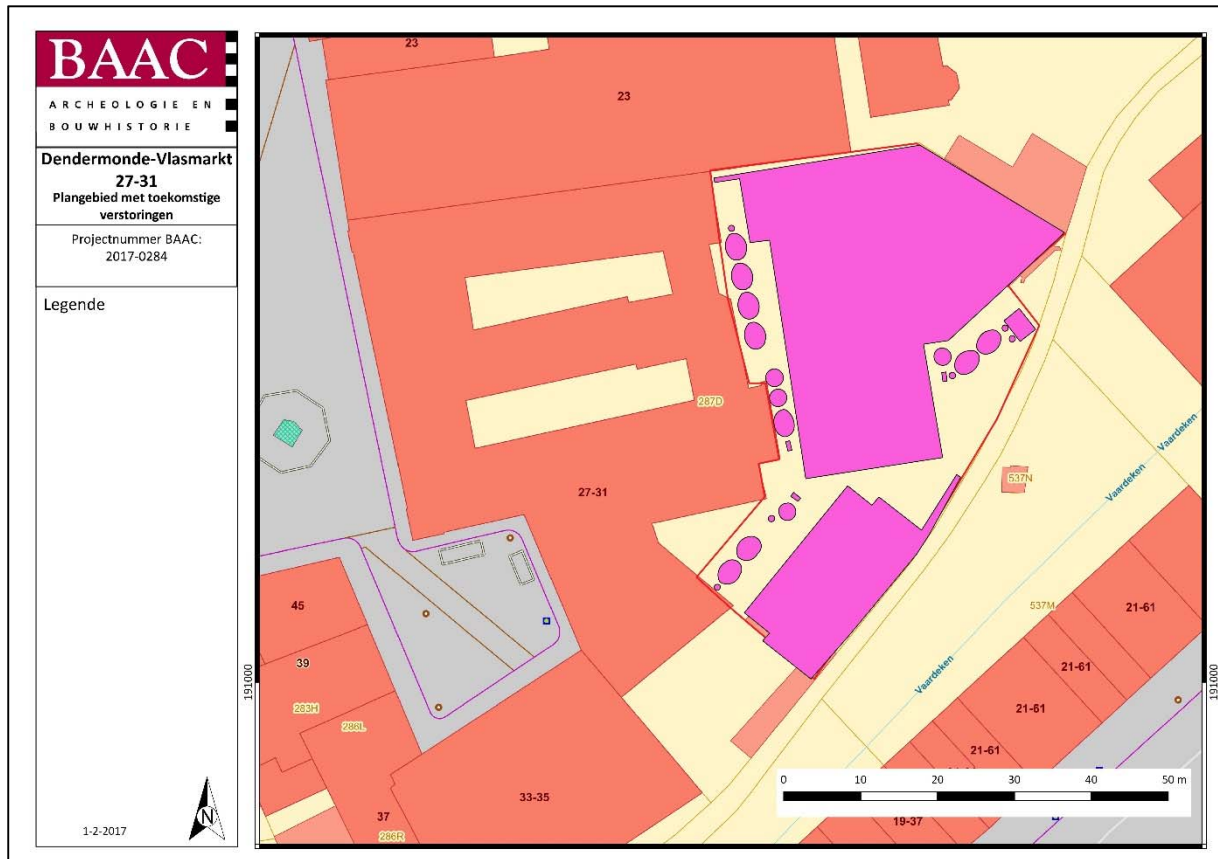 BAAC
ARCHEOLOGIE EN
BOUWHISTORIE
Dendermonde-Vlasmarkt
27-31
Plangebied met toekomstige
verstoringen
Projectnummer BAAC:
2017-0284
Legende
1-2-2017
N
23
23
287D
27-31
45
39
283H
286L
37
286R
33-35
537N
537M
Vaardeken
Vaardeken
Vaardeken
21-61
21-61
21-61
21-61
19-37
191000
191000
0 10 20 30 40 50 m